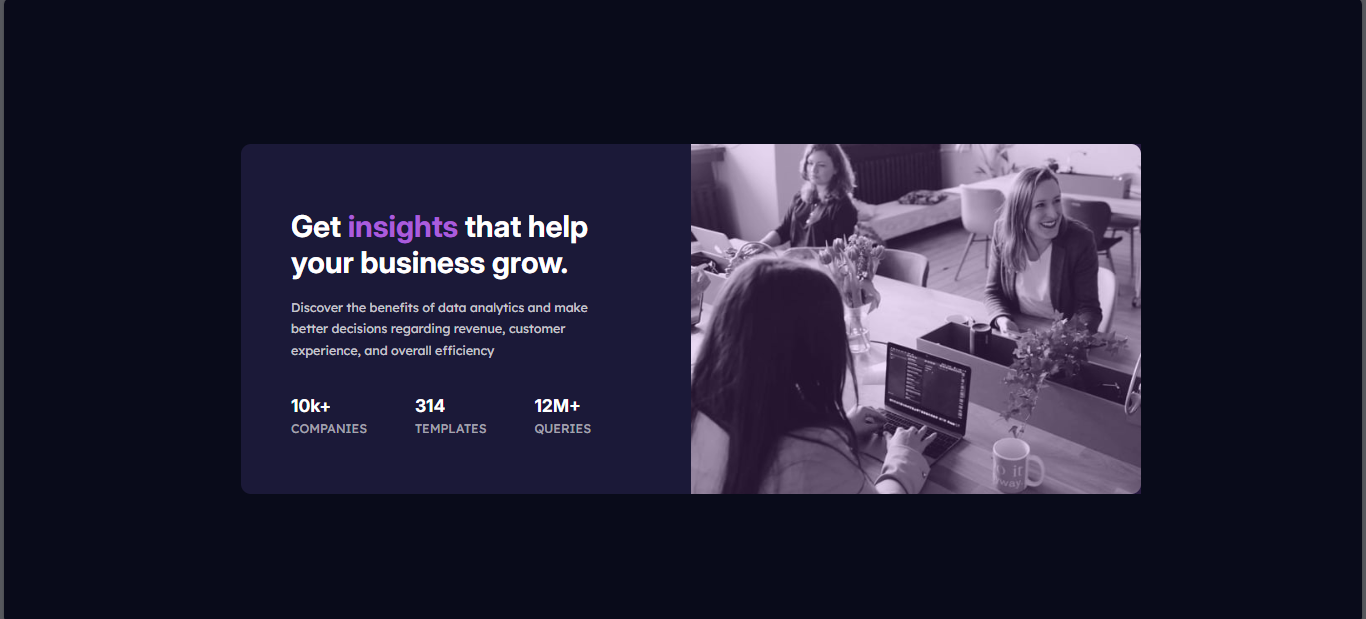 Get insights that help
your business grow.
Discover the benefits of data analytics and make
better decisions regarding revenue, customer
experience, and overall efficiency
10k+ 314 12M+
COMPANIES TEMPLATES QUERIES